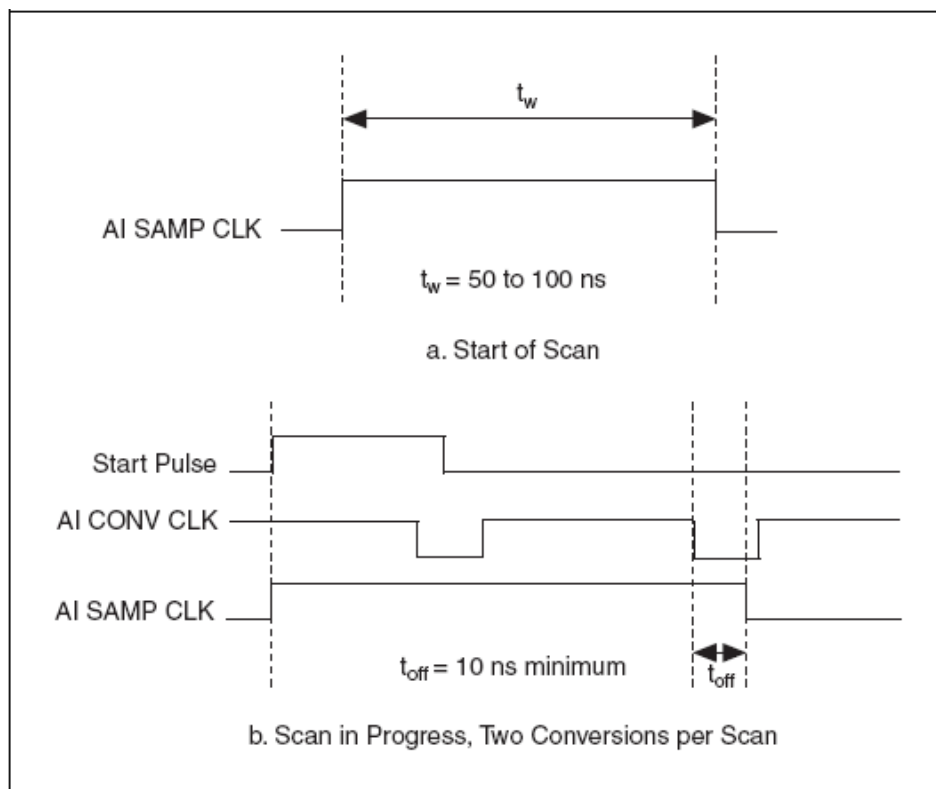 t_w
AI SAMP CLK
t_w = 50 to 100 ns
a. Start of Scan
Start Pulse
AI CONV CLK
AI SAMP CLK
t_off = 10 ns minimum
t_off
b. Scan in Progress, Two Conversions per Scan